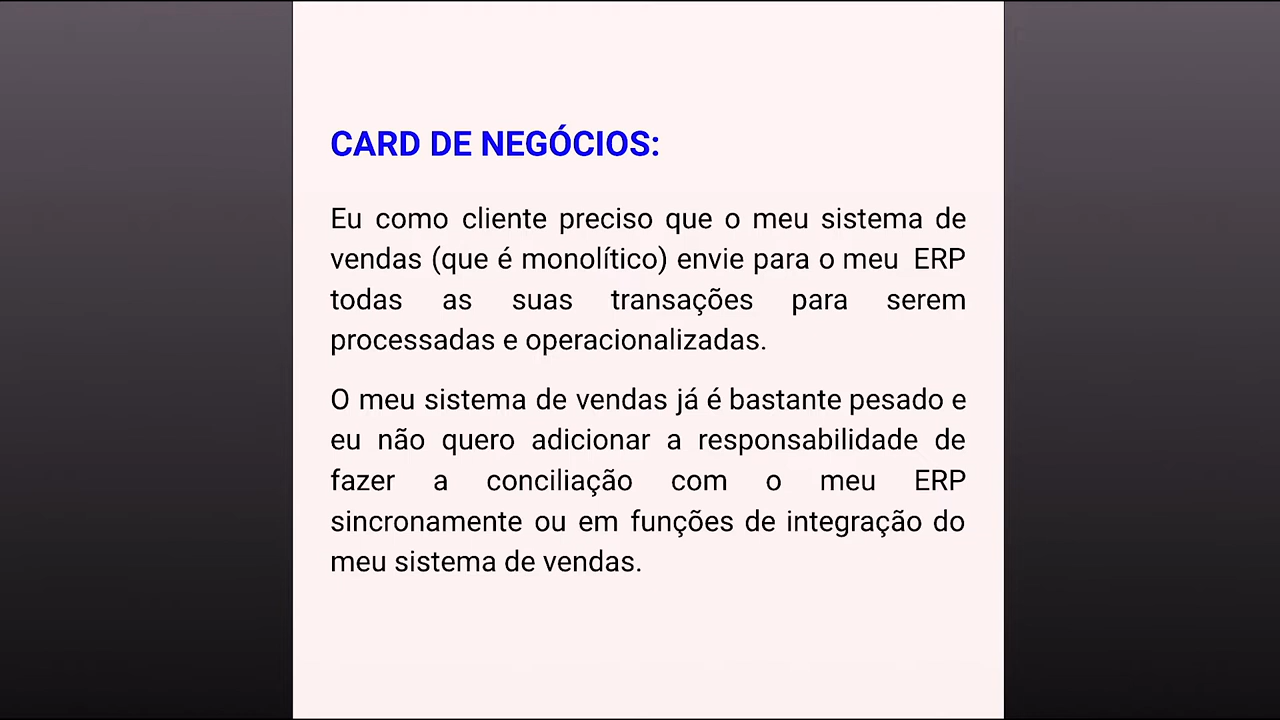 CARD DE NEGÓCIOS:
Eu como cliente preciso que o meu sistema de
vendas (que é monolítico) envie para o meu ERP
todas as suas transações para serem
processadas e operacionalizadas.
O meu sistema de vendas já é bastante pesado e
eu não quero adicionar a responsabilidade de
fazer a conciliação com o meu ERP
sincronamente ou em funções de integração do
meu sistema de vendas.